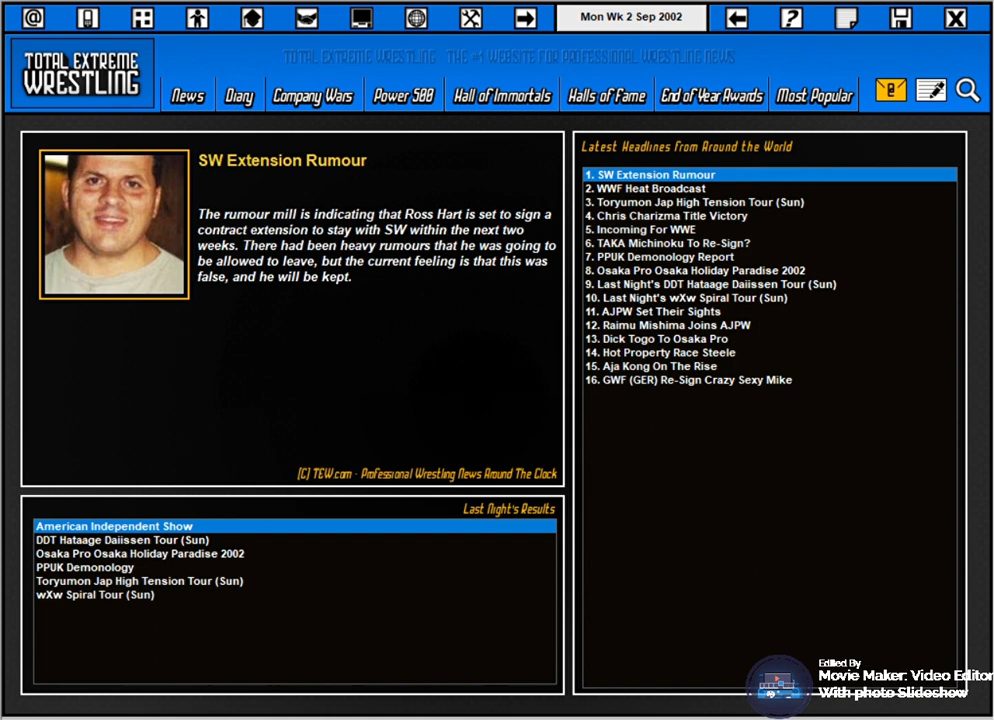 Mon Wk 2 Sep 2002
TOTAL EXTREME WRESTLING THE #1 WEBSITE FOR PROFESSIONAL WRESTLING NEWS
TOTAL EXTREME
WRESTLING
News Diary Company Wars Power 500 Hall of Immortals Halls of Fame End of Year Awards Most Popular
SW Extension Rumour
The rumour mill is indicating that Ross Hart is set to sign a
contract extension to stay with SW within the next two
weeks. There had been heavy rumours that he was going to
be allowed to leave, but the current feeling is that this was
false, and he will be kept.
(C) TEW.com - Professional Wrestling News Around The Clock
Last Night's Results
American Independent Show
DDT Hataage Daiissen Tour (Sun)
Osaka Pro Osaka Holiday Paradise 2002
PPUK Demonology
Toryumon Jap High Tension Tour (Sun)
wXw Spiral Tour (Sun)
Latest Headlines From Around the World
1. SW Extension Rumour
2. WWF Heat Broadcast
3. Toryumon Jap High Tension Tour (Sun)
4. Chris Charizma Title Victory
5. Incoming For WWE
6. TAKA Michinoku To Re-Sign?
7. PPUK Demonology Report
8. Osaka Pro Osaka Holiday Paradise 2002
9. Last Night's DDT Hataage Daiissen Tour (Sun)
10. Last Night's wXw Spiral Tour (Sun)
11. AJPW Set Their Sights
12. Raimu Mishima Joins AJPW
13. Dick Togo To Osaka Pro
14. Hot Property Race Steele
15. Aja Kong On The Rise
16. GWF (GER) Re-Sign Crazy Sexy Mike
Edited By
Movie Maker: Video Editor
With photo Slideshow